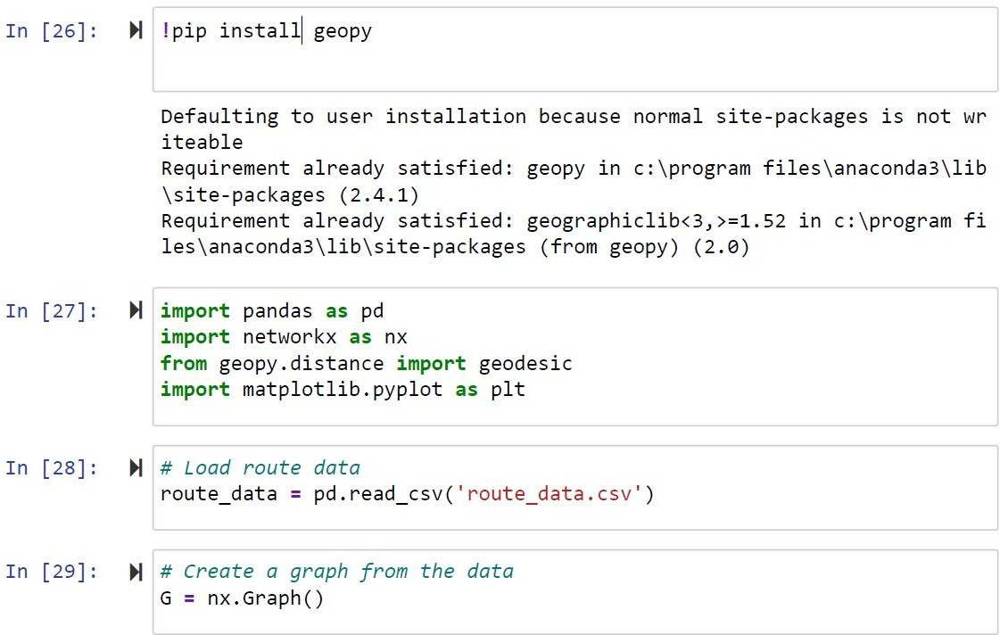 In [26]: !pip install geopy
Defaulting to user installation because normal site-packages is not wr
iteable
Requirement already satisfied: geopy in c:\program files\anaconda3\lib
\site-packages (2.4.1)
Requirement already satisfied: geographiclib<3,>=1.52 in c:\program fi
les\anaconda3\lib\site-packages (from geopy) (2.0)
In [27]: import pandas as pd
import networkx as nx
from geopy.distance import geodesic
import matplotlib.pyplot as plt
In [28]: # Load route data
route_data = pd.read_csv('route_data.csv')
In [29]: # Create a graph from the data
G = nx.Graph()